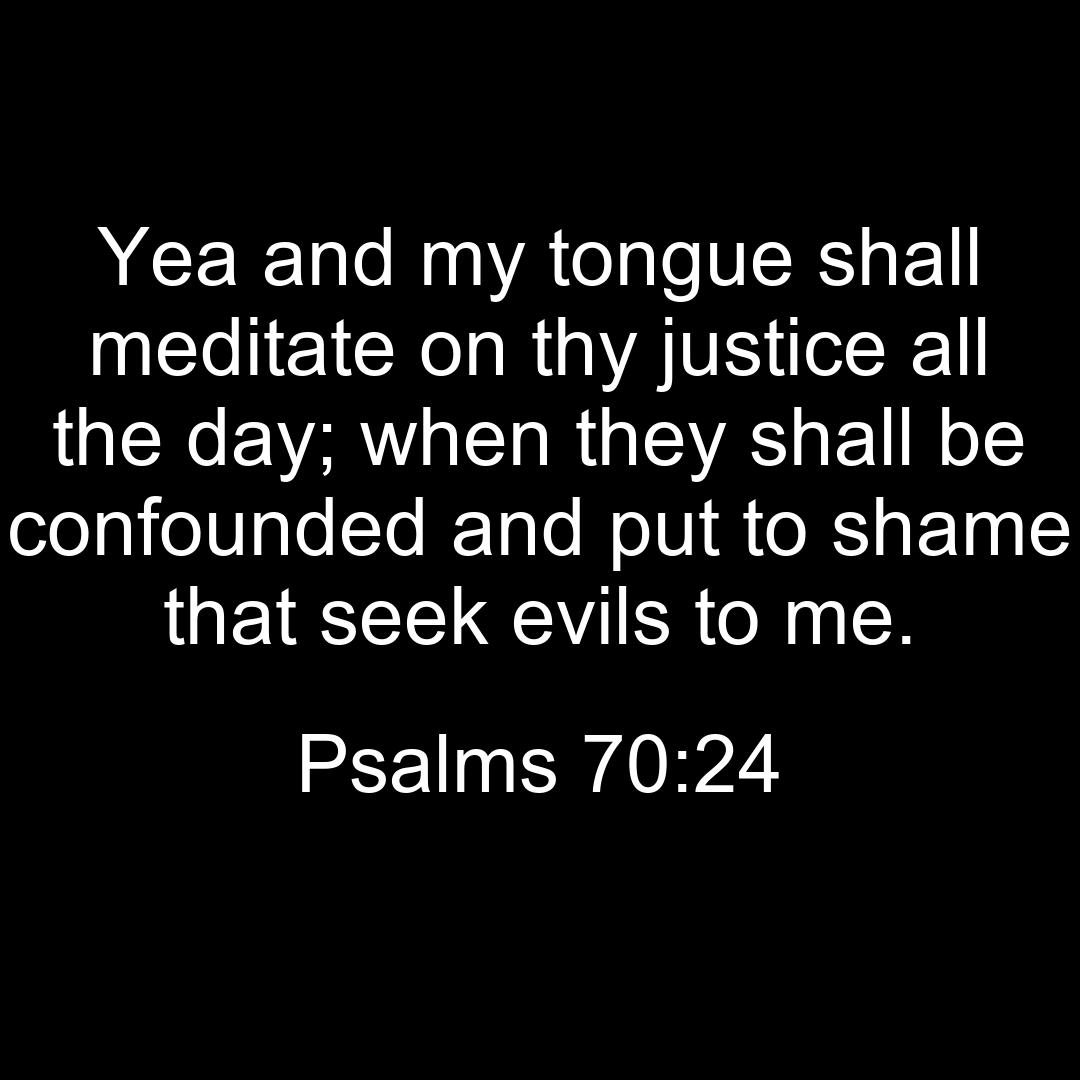 Yea and my tongue shall
meditate on thy justice all
the day; when they shall be
confounded and put to shame
that seek evils to me.
Psalms 70:24